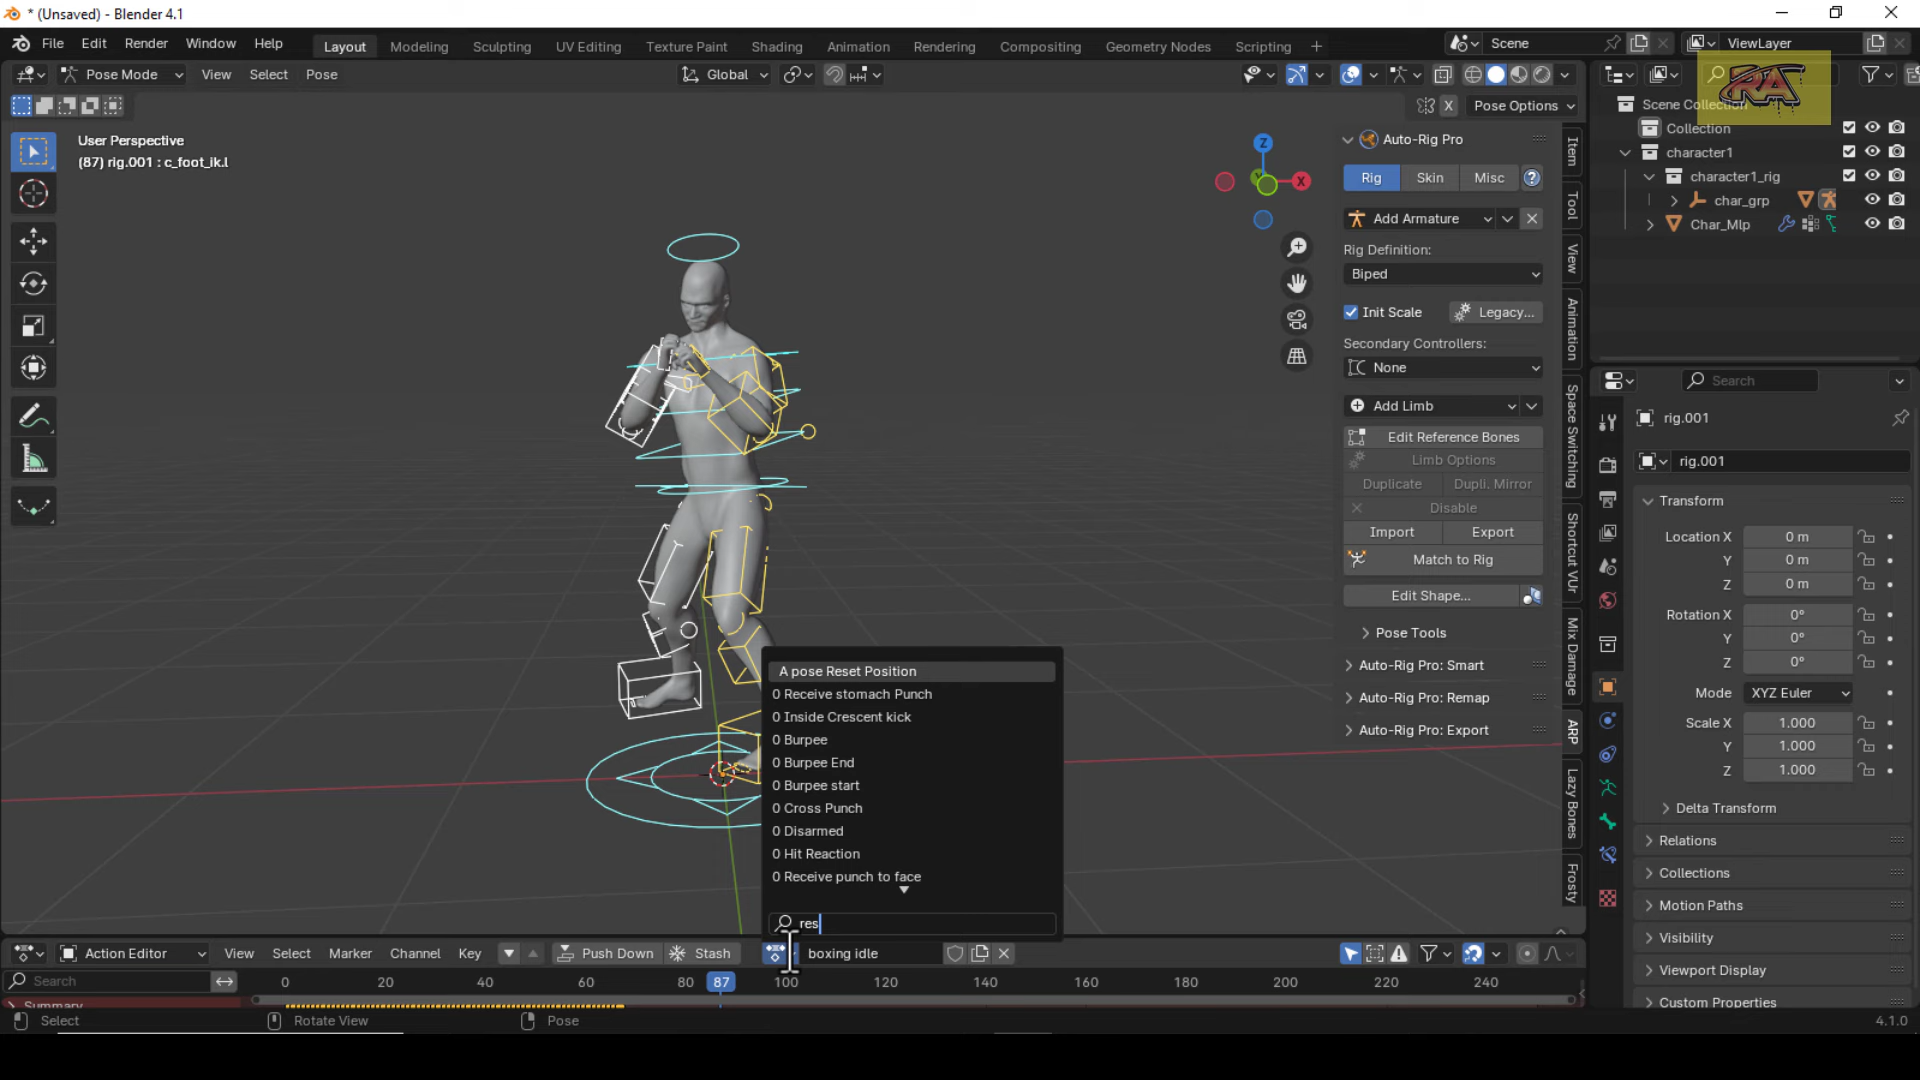 * (Unsaved) - Blender 4.1
File Edit Render Window Help Layout Modeling Sculpting UV Editing Texture Paint Shading Animation Rendering Compositing Geometry Nodes Scripting + Scene ViewLayer
Pose Mode View Select Pose Global
X Pose Options
User Perspective
(87) rig.001 : c_foot_ik.l
Z
X
Item
Tool
View
Animation
Space Switching
Shortcut VUr
Mix Damage
ARP
Lazy Bones
Frosty
Auto-Rig Pro
Rig Skin Misc ?
Add Armature
Rig Definition:
Biped
Init Scale Legacy...
Secondary Controllers:
None
Add Limb
Edit Reference Bones
Limb Options
Duplicate Dupli. Mirror
Disable
Import Export
Match to Rig
Edit Shape...
Pose Tools
Auto-Rig Pro: Smart
Auto-Rig Pro: Remap
Auto-Rig Pro: Export
RA
Scene Collection
Collection
character1
character1_rig
char_grp
Char_Mlp
Search
rig.001
rig.001
Transform
Location X 0 m
Y 0 m
Z 0 m
Rotation X 0°
Y 0°
Z 0°
Mode XYZ Euler
Scale X 1.000
Y 1.000
Z 1.000
Delta Transform
Relations
Collections
Motion Paths
Visibility
Viewport Display
Custom Properties
A pose Reset Position
0 Receive stomach Punch
0 Inside Crescent kick
0 Burpee
0 Burpee End
0 Burpee start
0 Cross Punch
0 Disarmed
0 Hit Reaction
0 Receive punch to face
res
Action Editor View Select Marker Channel Key Push Down Stash boxing idle
Search 0 20 40 60 80 87 100 120 140 160 180 200 220 240
Summary
Select Rotate View Pose 4.1.0